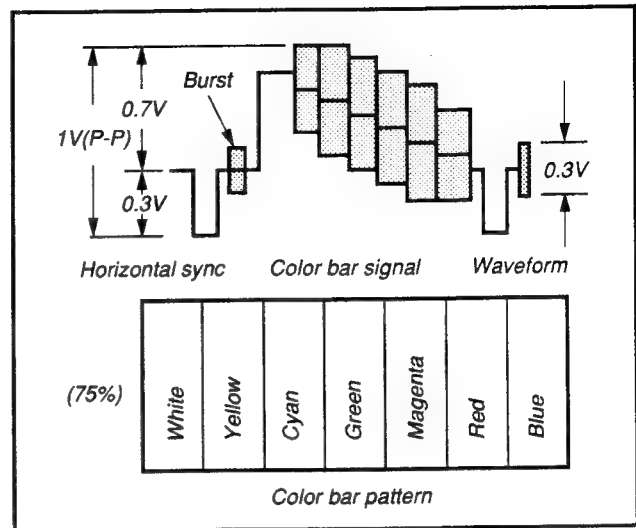 Burst
0.7V
1V(P-P)
0.3V
0.3V
Horizontal sync
Color bar signal
Waveform
(75%)
White
Yellow
Cyan
Green
Magenta
Red
Blue
Color bar pattern